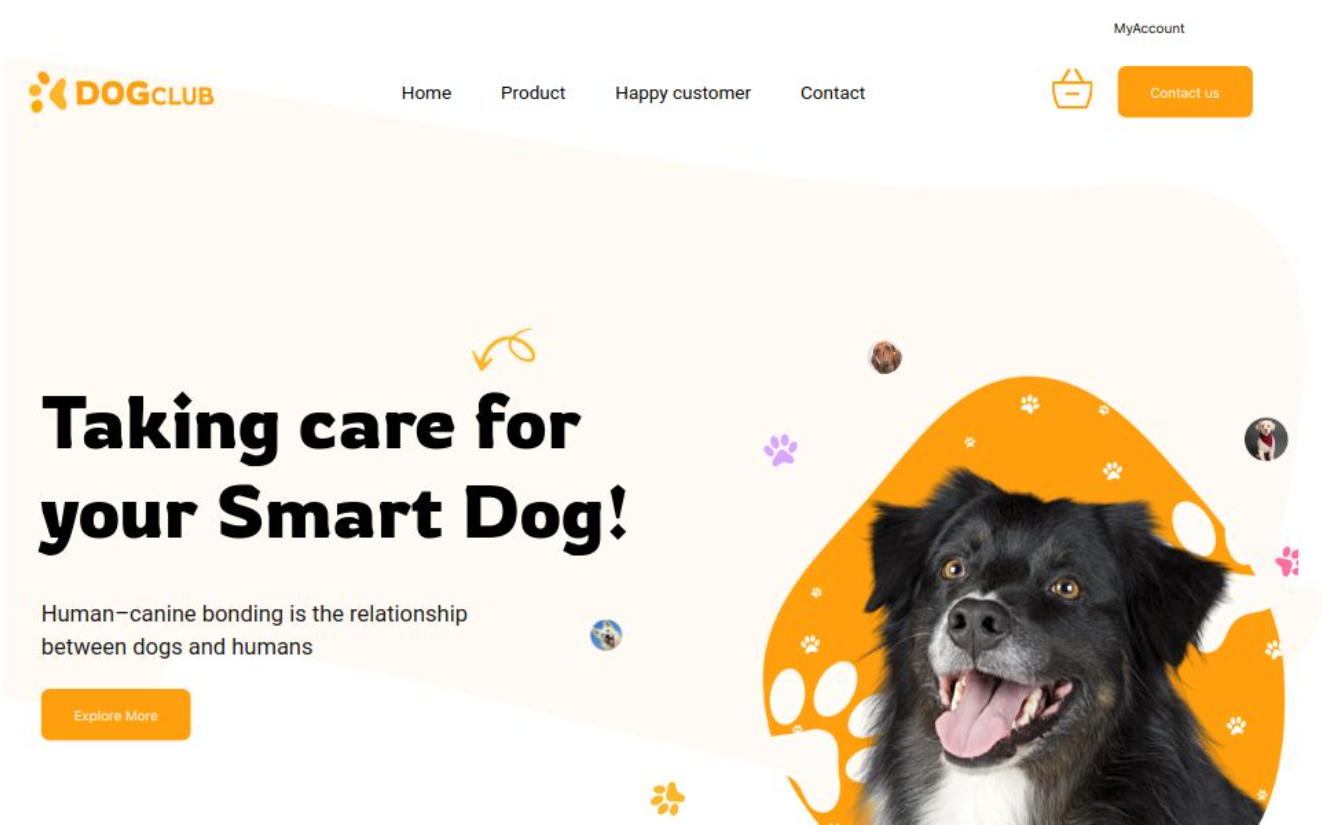 MyAccount
DOGCLUB
Home
Product
Happy customer
Contact
Contact us
Taking care for
your Smart Dog!
Human–canine bonding is the relationship
between dogs and humans
Explore More